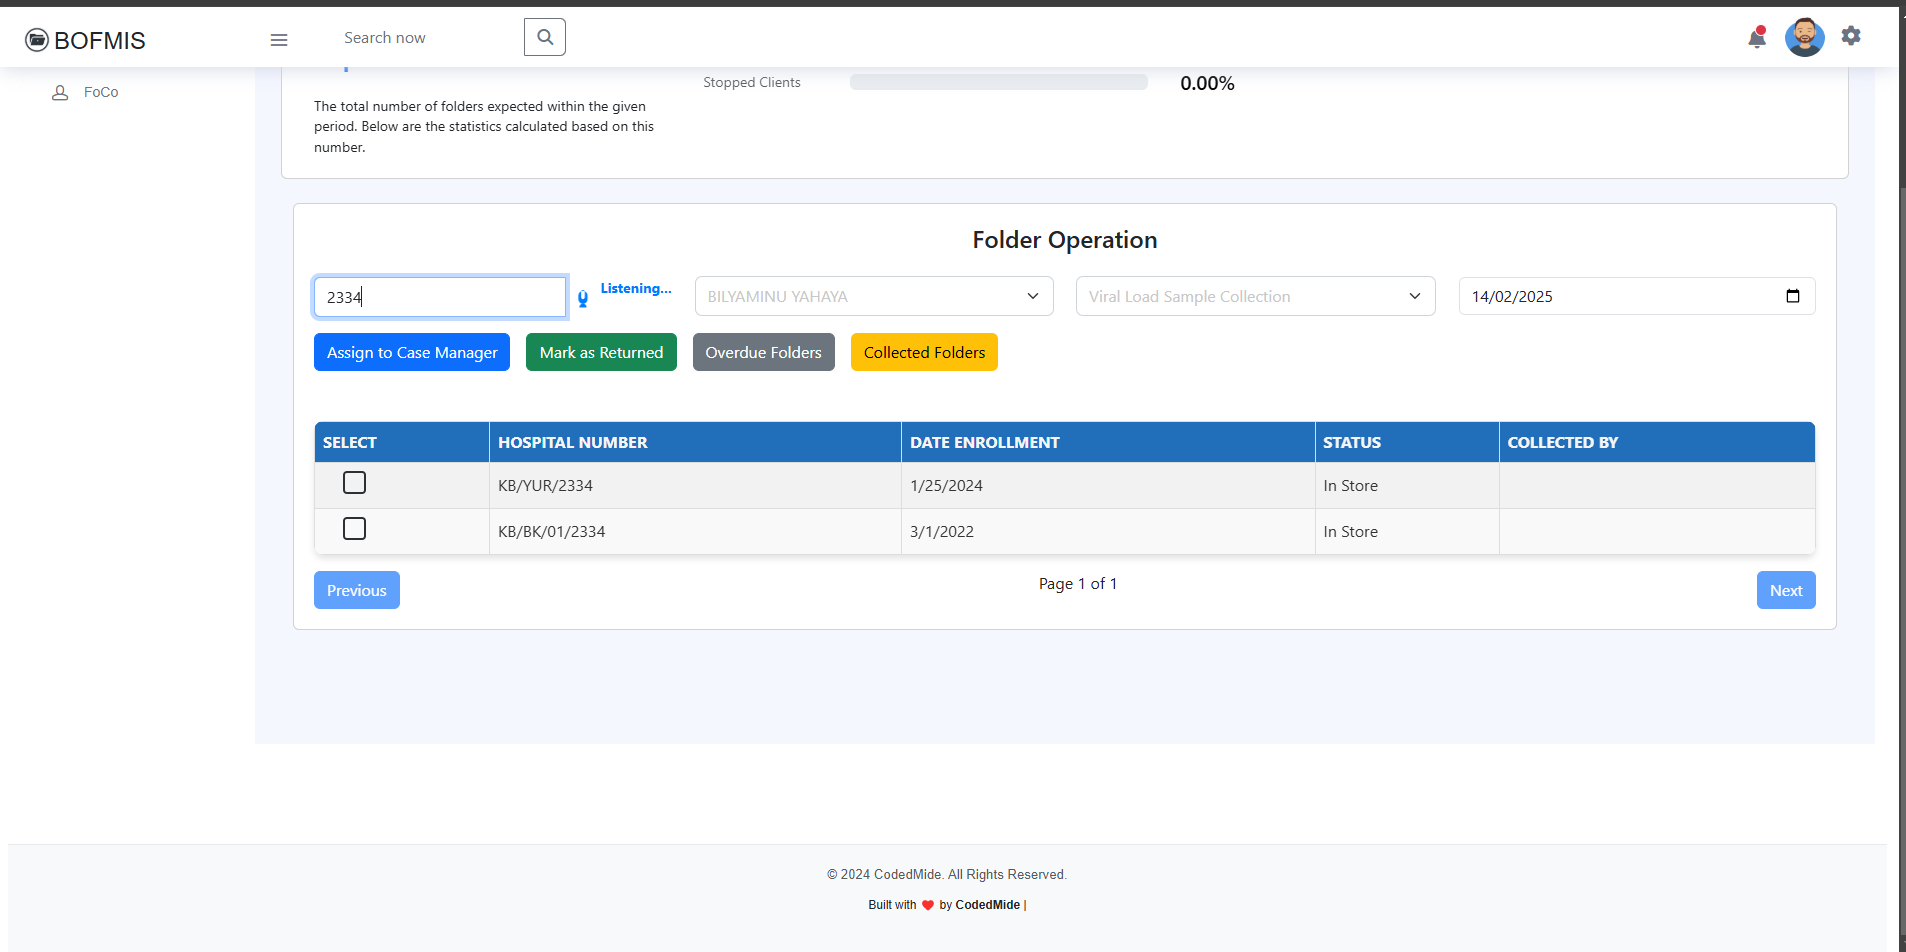 BOFMIS
Search now
FoCo
Stopped Clients
0.00%
The total number of folders expected within the given
period. Below are the statistics calculated based on this
number.
Folder Operation
2334
Listening...
BILYAMINU YAHAYA
Viral Load Sample Collection
14/02/2025
Assign to Case Manager
Mark as Returned
Overdue Folders
Collected Folders
SELECT HOSPITAL NUMBER DATE ENROLLMENT STATUS COLLECTED BY
KB/YUR/2334 1/25/2024 In Store
KB/BK/01/2334 3/1/2022 In Store
Previous
Page 1 of 1
Next
© 2024 CodedMide. All Rights Reserved.
Built with ❤ by CodedMide |